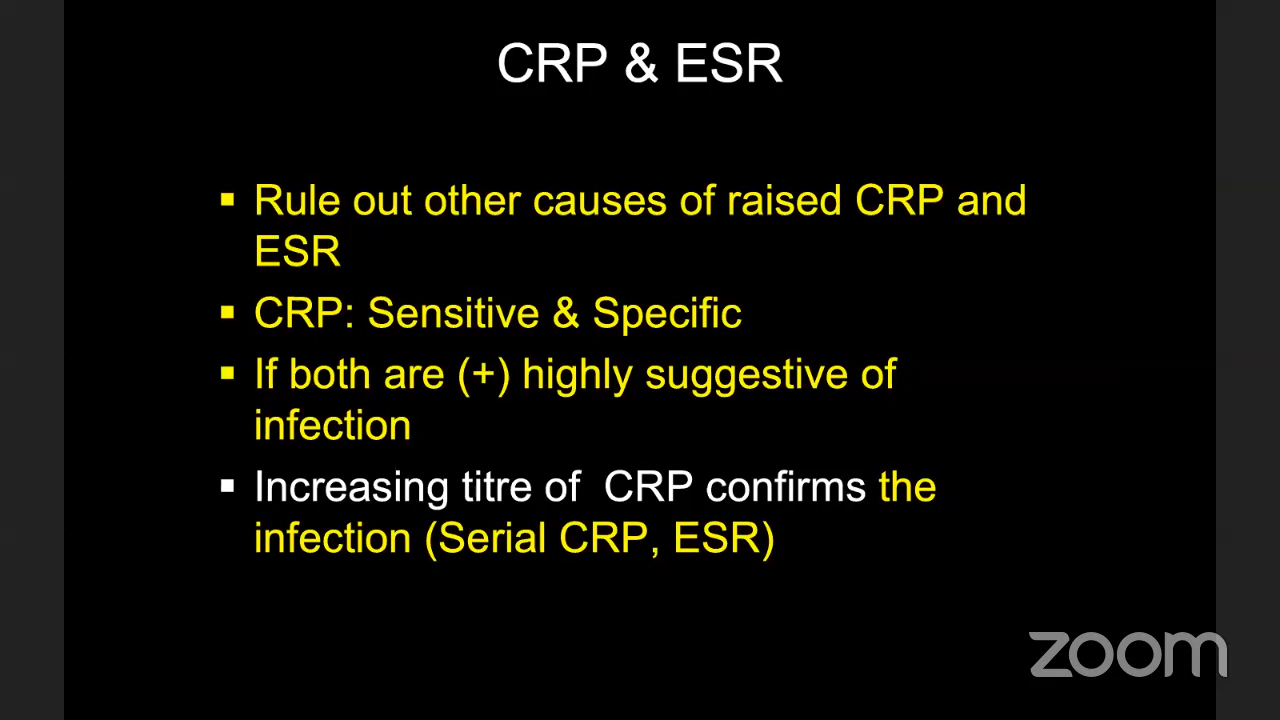 CRP & ESR
▪ Rule out other causes of raised CRP and
ESR
▪ CRP: Sensitive & Specific
▪ If both are (+) highly suggestive of
infection
▪ Increasing titre of  CRP confirms the
infection (Serial CRP, ESR)
zoom